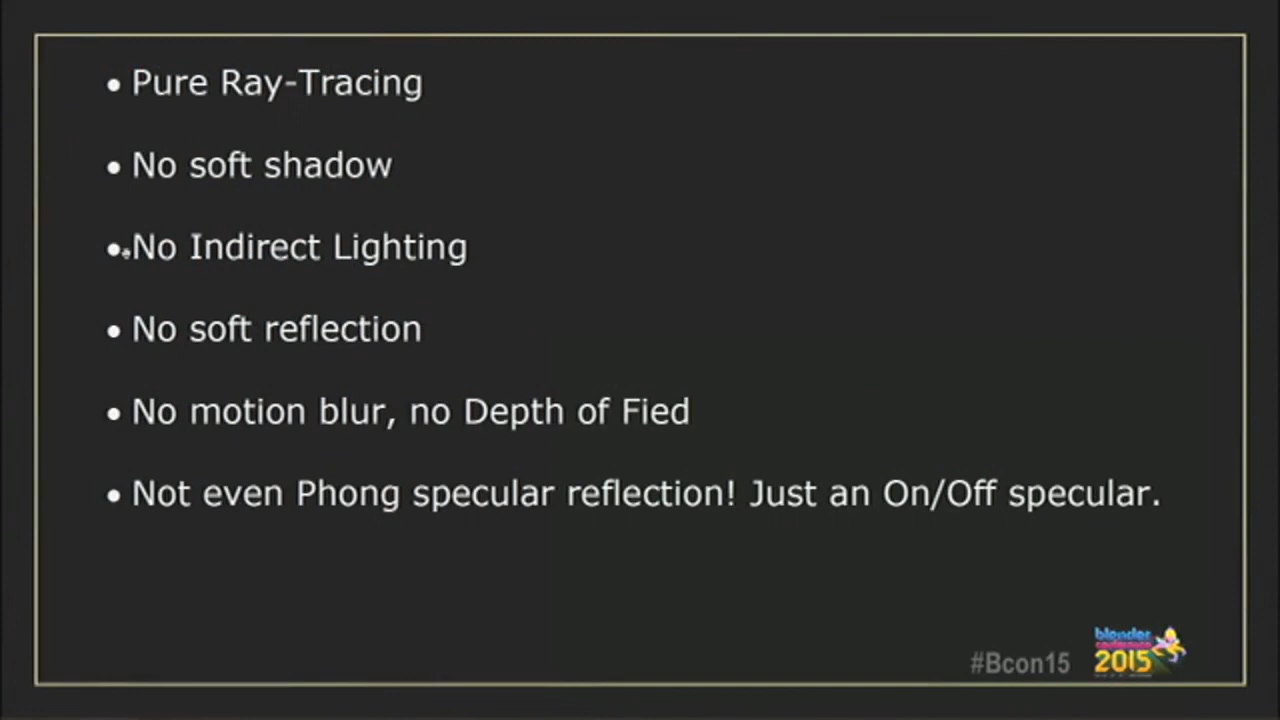 • Pure Ray-Tracing
• No soft shadow
• No Indirect Lighting
• No soft reflection
• No motion blur, no Depth of Fied
• Not even Phong specular reflection! Just an On/Off specular.
#Bcon15
blender
conference
2015